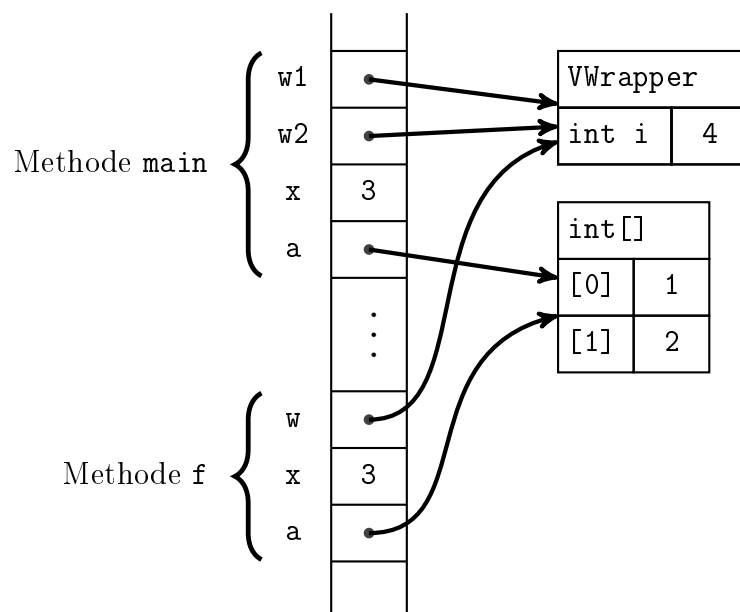 Methode main
w1
w2
x 3
a
VWrapper
int i 4
int[]
[0] 1
[1] 2
Methode f
w
x 3
a